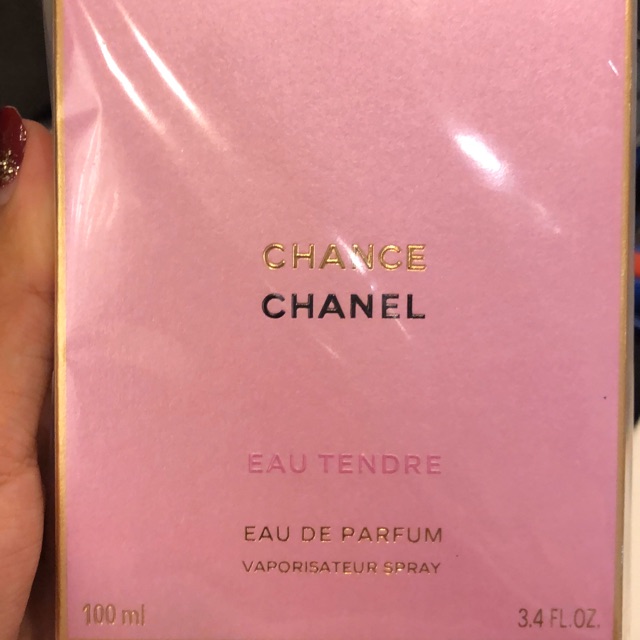 CHANCE
CHANEL
EAU TENDRE
EAU DE PARFUM
VAPORISATEUR SPRAY
100 ml 3.4 FL.OZ.